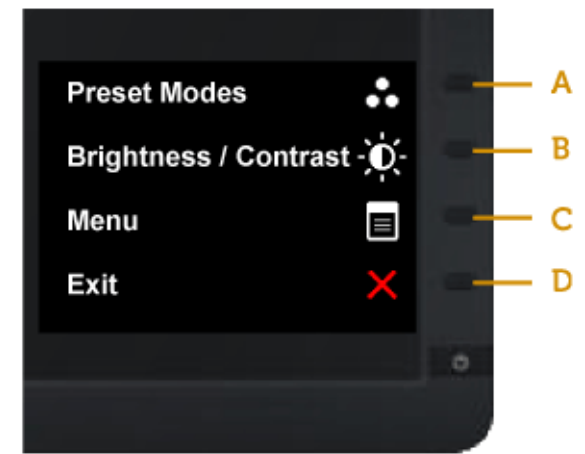 Preset Modes
A
Brightness / Contrast
B
Menu
C
Exit
D